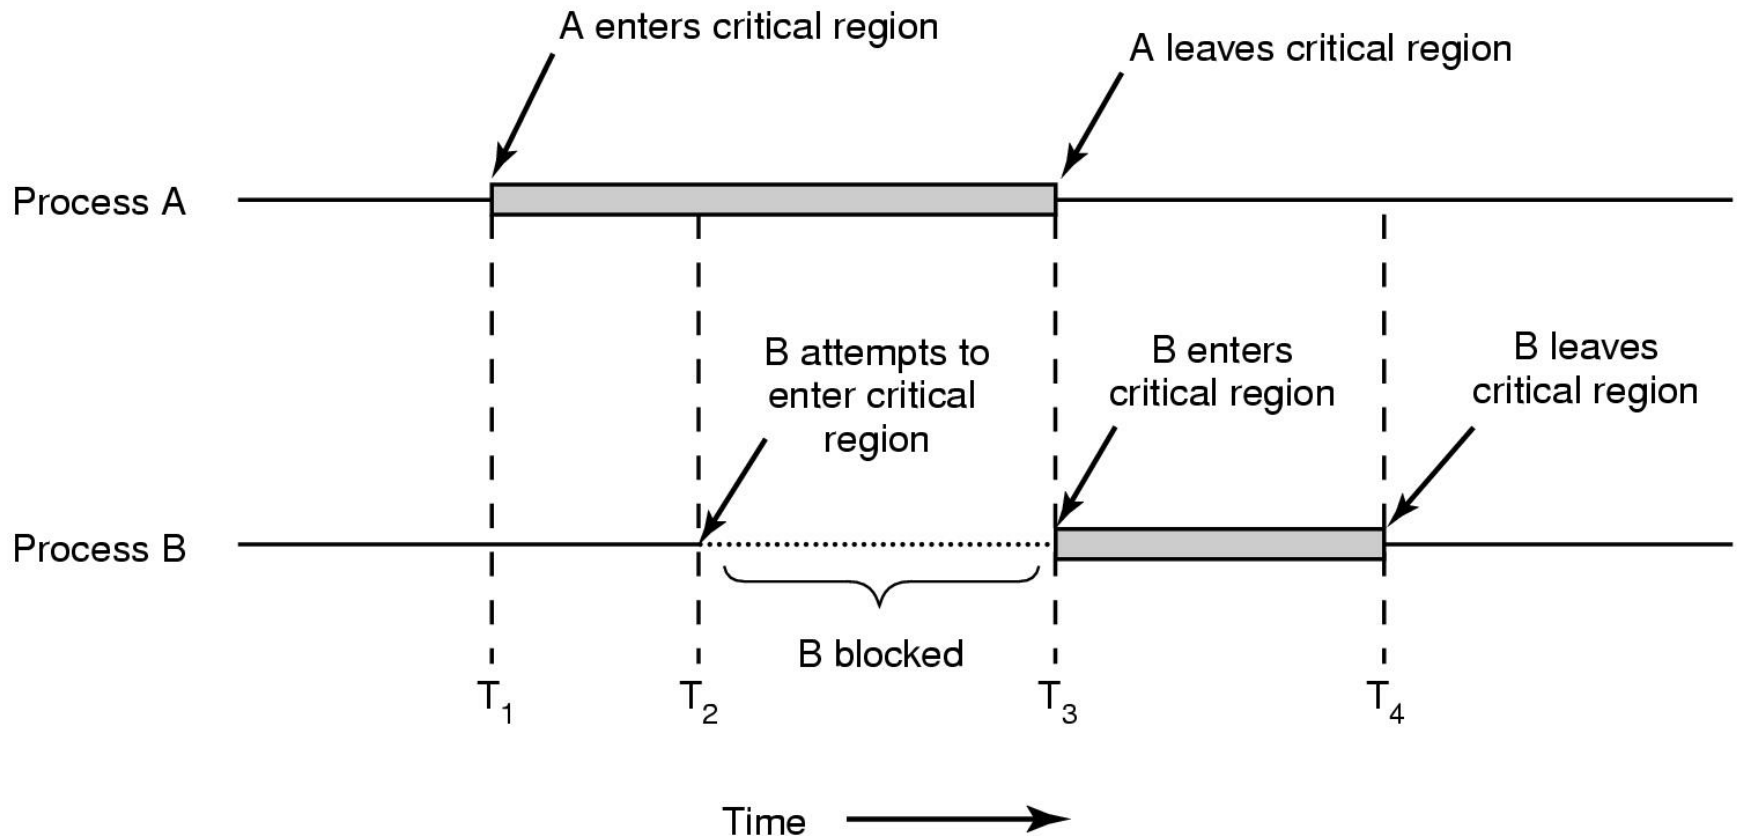 A enters critical region
A leaves critical region
Process A
B attempts to
enter critical
region
B enters
critical region
B leaves
critical region
Process B
B blocked
T1
T2
T3
T4
Time